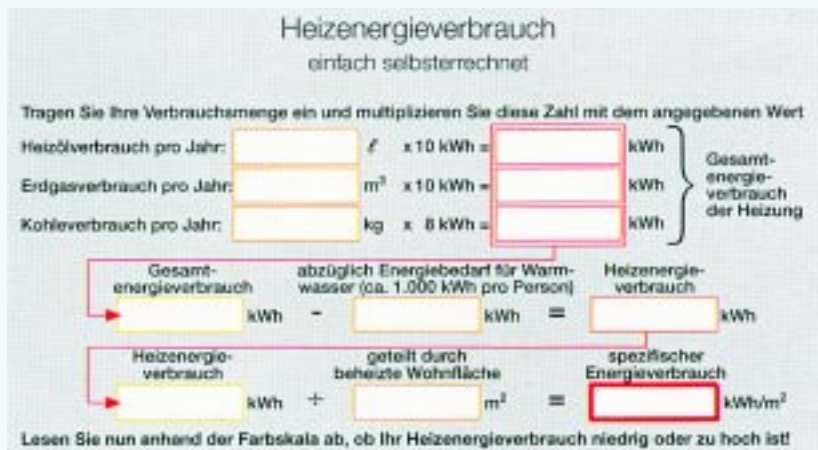 Heizenergieverbrauch
einfach selbsterrechnet
Tragen Sie Ihre Verbrauchsmenge ein und multiplizieren Sie diese Zahl mit dem angegebenen Wert
Heizölverbrauch pro Jahr: ℓ x 10 kWh = kWh
Erdgasverbrauch pro Jahr: m³ x 10 kWh = kWh
Kohleverbrauch pro Jahr: kg x 8 kWh = kWh
Gesamt-
energie-
verbrauch
der Heizung
Gesamt- abzüglich Energiebedarf für Warm- Heizenergie-
energieverbrauch wasser (ca. 1.000 kWh pro Person) verbrauch
kWh - kWh = kWh
Heizenergie- geteilt durch spezifischer
verbrauch beheizte Wohnfläche Energieverbrauch
kWh ÷ m² = kWh/m²
Lesen Sie nun anhand der Farbskala ab, ob Ihr Heizenergieverbrauch niedrig oder zu hoch ist!